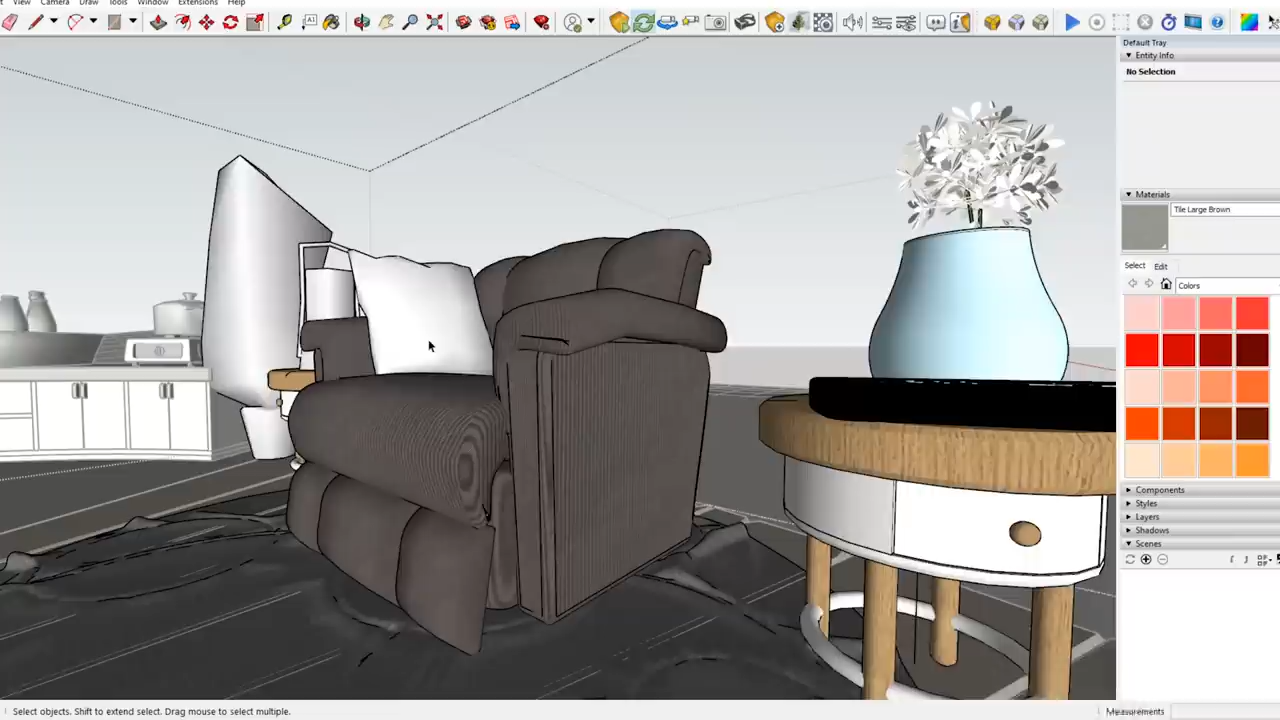 View Camera Draw Tools Window Extensions Help
Default Tray
Entity Info
No Selection
Materials
Tile Large Brown
Select Edit
Colors
Components
Styles
Layers
Shadows
Scenes
Select objects. Shift to extend select. Drag mouse to select multiple.
Measurements